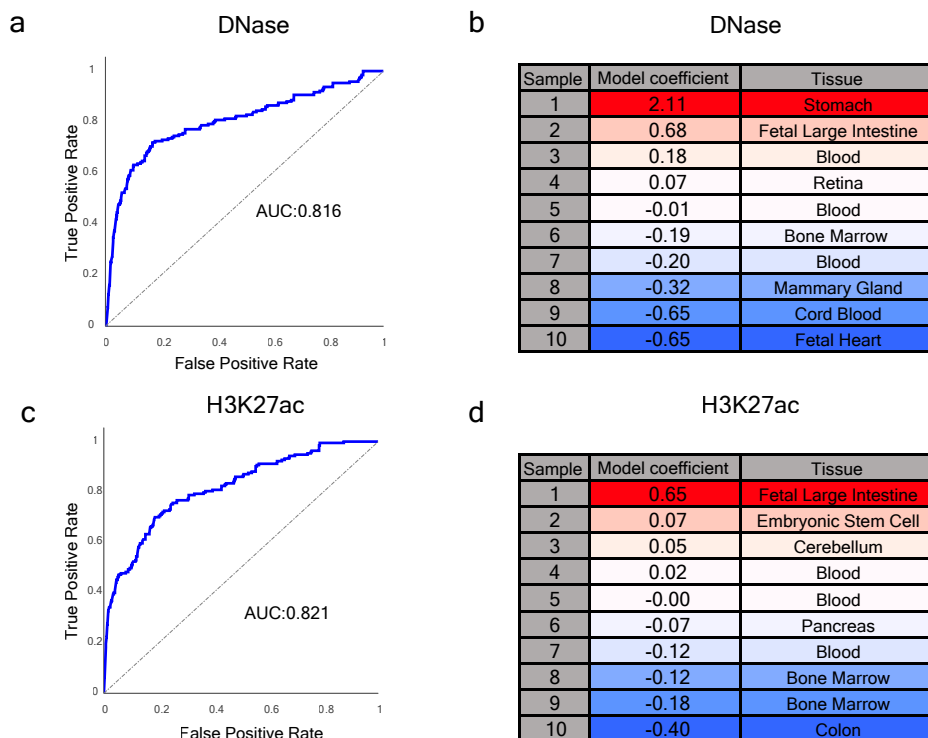 a
DNase
1
0.8
0.6
0.4
0.2
0
True Positive Rate
AUC:0.816
0 0.2 0.4 0.6 0.8 1
False Positive Rate
b
DNase
Sample Model coefficient Tissue
1 2.11 Stomach
2 0.68 Fetal Large Intestine
3 0.18 Blood
4 0.07 Retina
5 -0.01 Blood
6 -0.19 Bone Marrow
7 -0.20 Blood
8 -0.32 Mammary Gland
9 -0.65 Cord Blood
10 -0.65 Fetal Heart
c
H3K27ac
1
0.8
0.6
0.4
0.2
0
True Positive Rate
AUC:0.821
0 0.2 0.4 0.6 0.8 1
False Positive Rate
d
H3K27ac
Sample Model coefficient Tissue
1 0.65 Fetal Large Intestine
2 0.07 Embryonic Stem Cell
3 0.05 Cerebellum
4 0.02 Blood
5 -0.00 Blood
6 -0.07 Pancreas
7 -0.12 Blood
8 -0.12 Bone Marrow
9 -0.18 Bone Marrow
10 -0.40 Colon